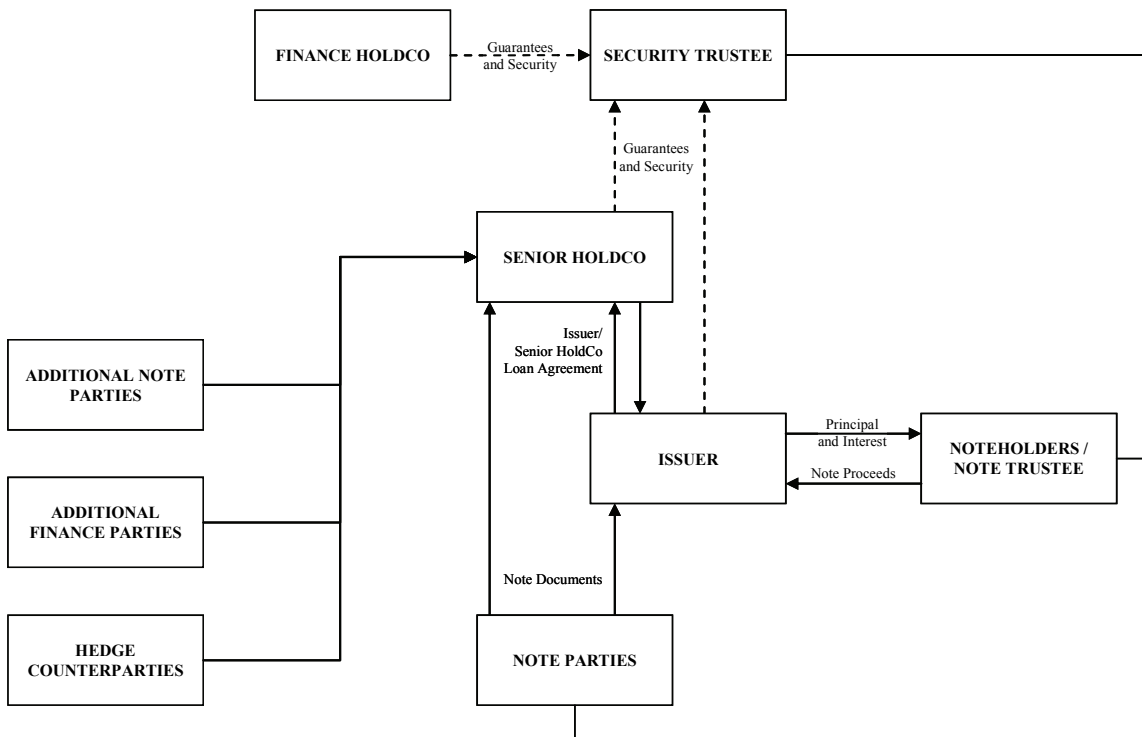 FINANCE HOLDCO
Guarantees
and Security
SECURITY TRUSTEE
Guarantees
and Security
SENIOR HOLDCO
Issuer/
Senior HoldCo
Loan Agreement
ADDITIONAL NOTE
PARTIES
ISSUER
Principal
and Interest
Note Proceeds
NOTEHOLDERS /
NOTE TRUSTEE
ADDITIONAL
FINANCE PARTIES
Note Documents
HEDGE
COUNTERPARTIES
NOTE PARTIES